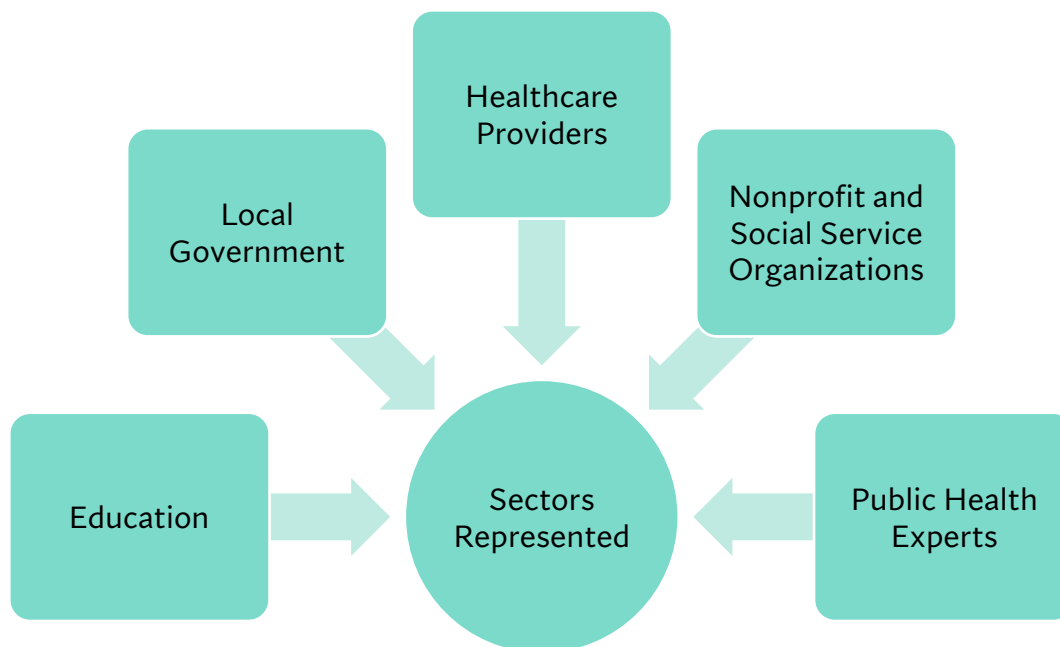 Healthcare
Providers
Local
Government
Nonprofit and
Social Service
Organizations
Education
Sectors
Represented
Public Health
Experts